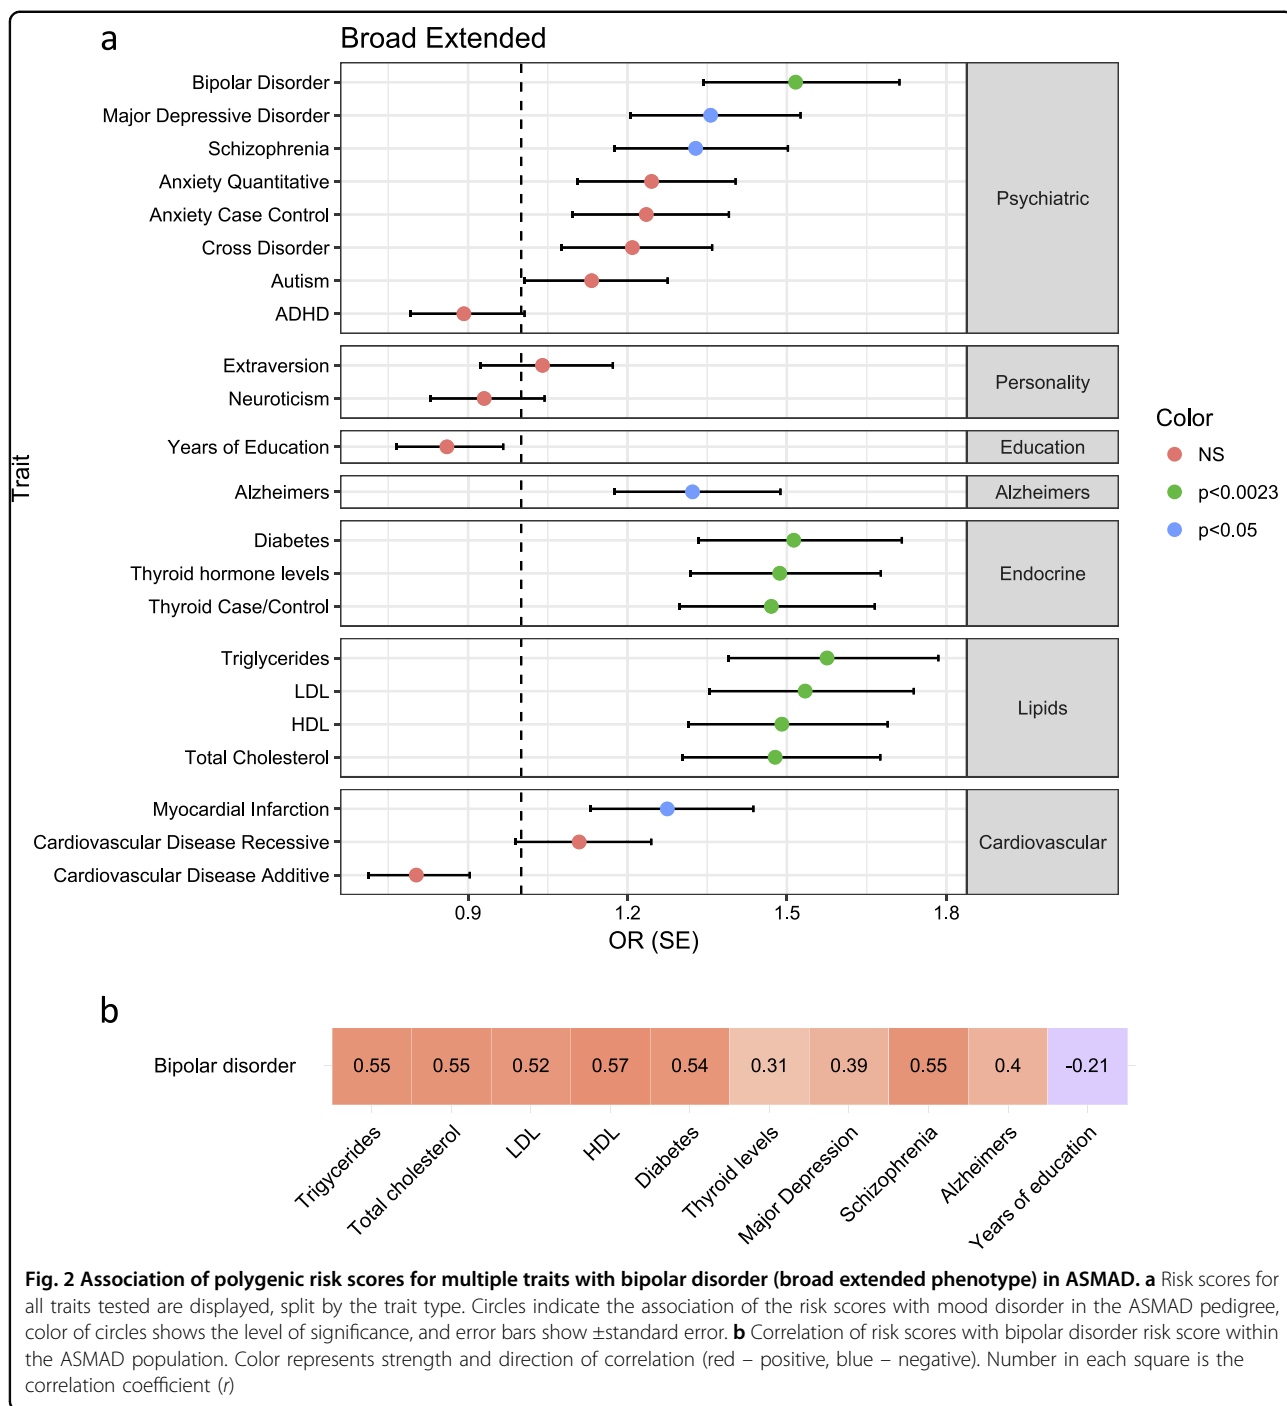 a
Broad Extended
Bipolar Disorder
Major Depressive Disorder
Schizophrenia
Anxiety Quantitative
Anxiety Case Control
Cross Disorder
Autism
ADHD
Psychiatric
Extraversion
Neuroticism
Personality
Years of Education
Education
Alzheimers
Alzheimers
Diabetes
Thyroid hormone levels
Thyroid Case/Control
Endocrine
Triglycerides
LDL
HDL
Total Cholesterol
Lipids
Myocardial Infarction
Cardiovascular Disease Recessive
Cardiovascular Disease Additive
Cardiovascular
Trait
0.9 1.2 1.5 1.8
OR (SE)
Color
NS
p<0.0023
p<0.05
b
Bipolar disorder
0.55 0.55 0.52 0.57 0.54 0.31 0.39 0.55 0.4 -0.21
Trigycerides
Total cholesterol
LDL
HDL
Diabetes
Thyroid levels
Major Depression
Schizophrenia
Alzheimers
Years of education
Fig. 2 Association of polygenic risk scores for multiple traits with bipolar disorder (broad extended phenotype) in ASMAD. a Risk scores for
all traits tested are displayed, split by the trait type. Circles indicate the association of the risk scores with mood disorder in the ASMAD pedigree,
color of circles shows the level of significance, and error bars show ±standard error. b Correlation of risk scores with bipolar disorder risk score within
the ASMAD population. Color represents strength and direction of correlation (red – positive, blue – negative). Number in each square is the
correlation coefficient (r)